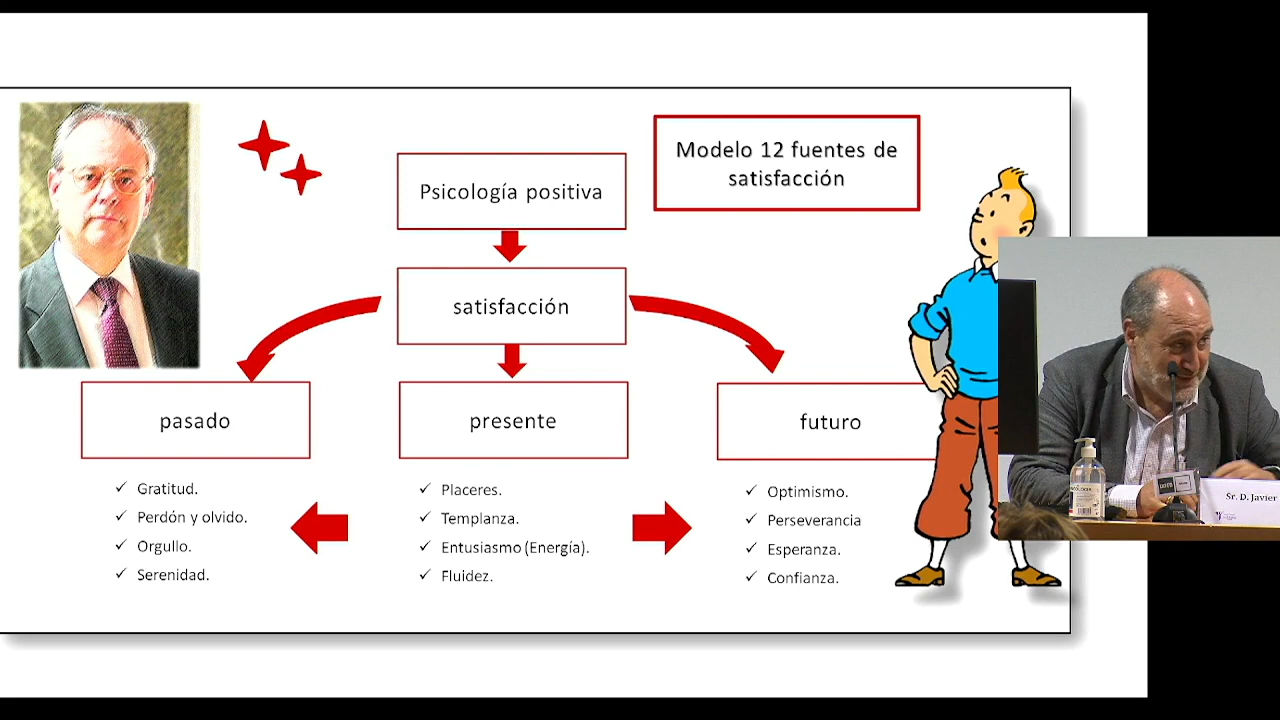 Modelo 12 fuentes de
satisfacción
Psicología positiva
satisfacción
pasado
presente
futuro
✓ Gratitud.
✓ Perdón y olvido.
✓ Orgullo.
✓ Serenidad.
✓ Placeres.
✓ Templanza.
✓ Entusiasmo (Energía).
✓ Fluidez.
✓ Optimismo.
✓ Perseverancia
✓ Esperanza.
✓ Confianza.
Sr. D. Javier